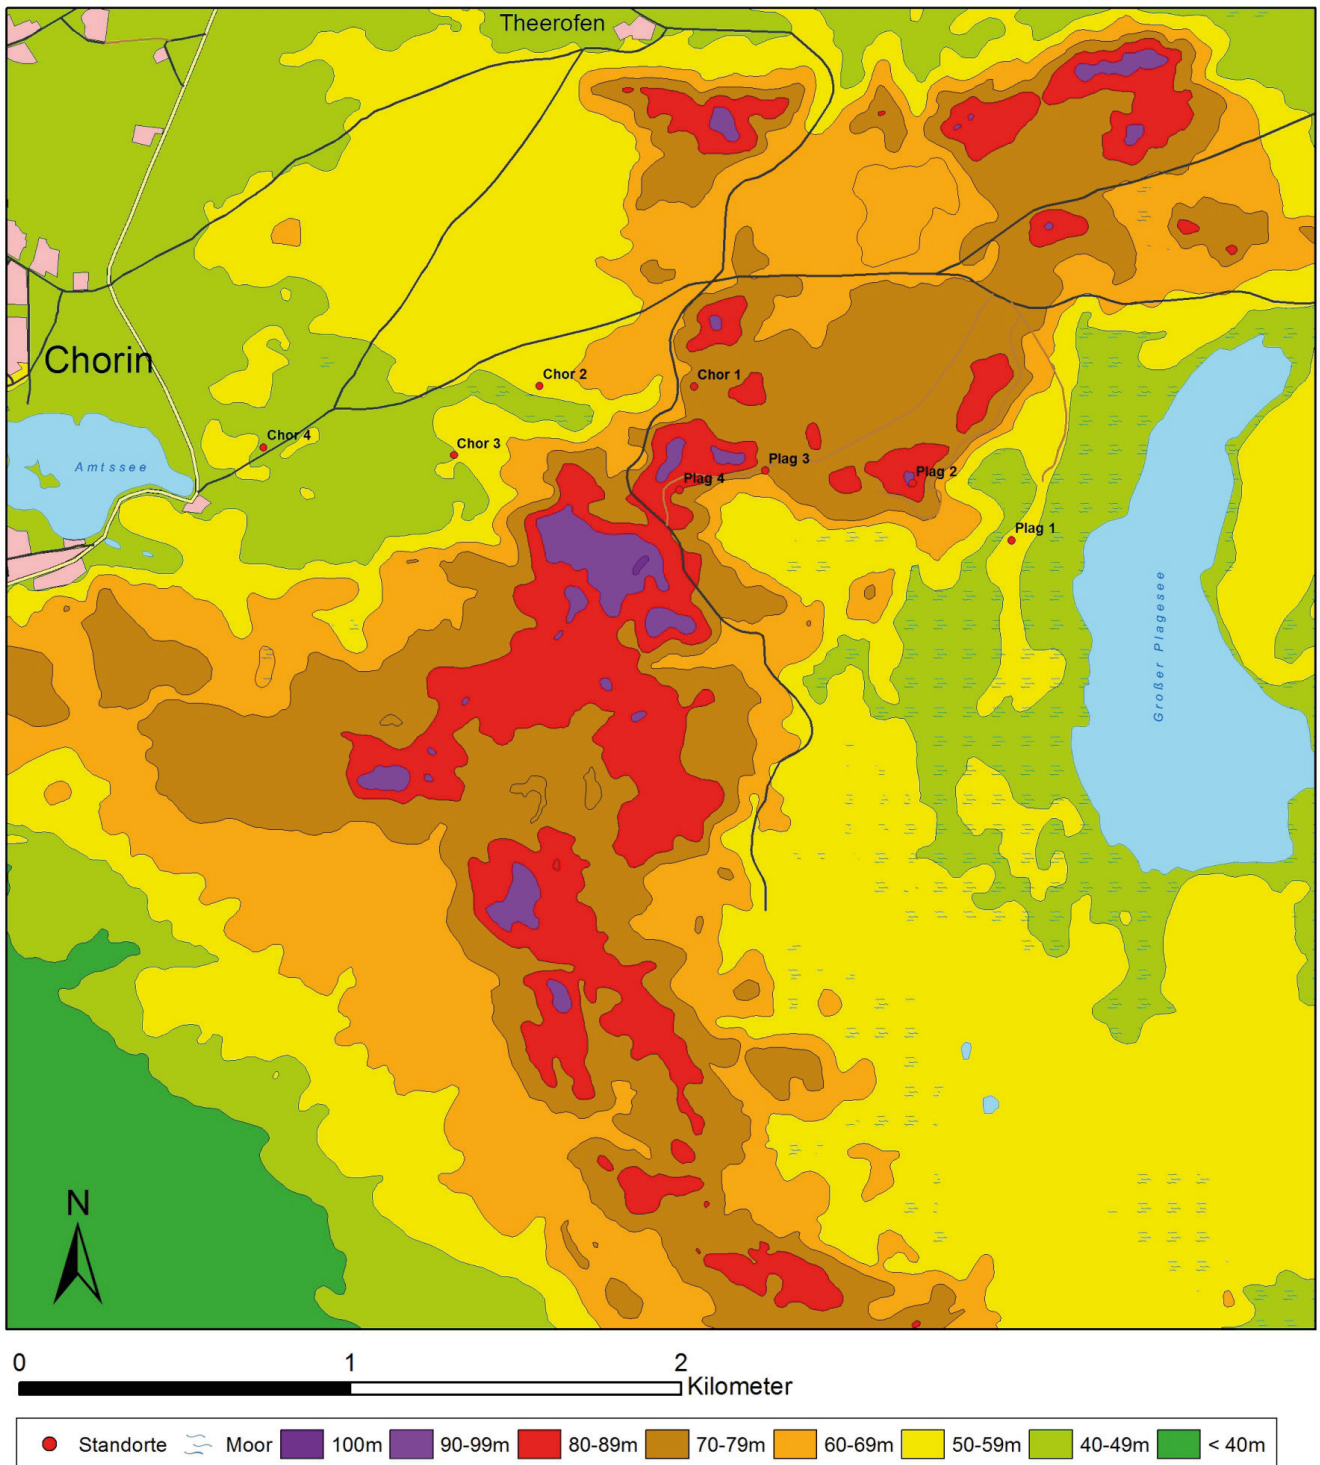 Theerofen
Chorin
Chor 2
Chor 1
Chor 4
Chor 3
Plag 3
Amtssee
Plag 2
Plag 4
Plag 1
Großer Plagesee
N
0 1 2
Kilometer
Standorte Moor 100m 90-99m 80-89m 70-79m 60-69m 50-59m 40-49m < 40m